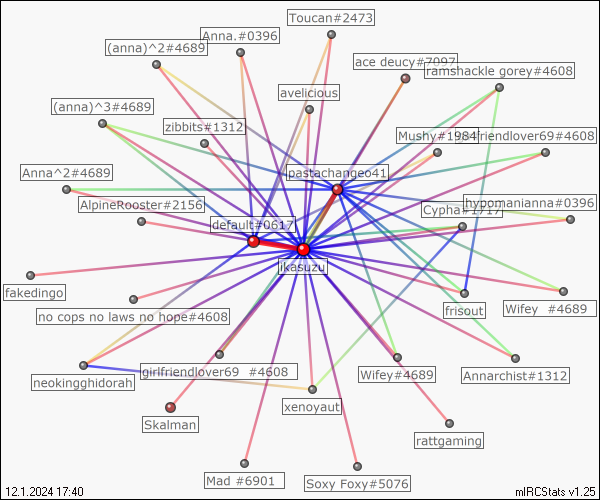 Toucan#2473
Anna.#0396
(anna)^2#4689
ace deucy#7097
ramshackle gorey#4608
avelicious
(anna)^3#4689
zibbits#1312
Mushy#1984
girlfriendlover69#4608
Anna^2#4689
pastachange041
AlpineRooster#2156
hypomanianna#0396
Cypha#1717
default#0617
ikasuzu
fakedingo
no cops no laws no hope#4608
frisout
Wifey #4689
neokingghidorah
girlfriendlover69 #4608
Wifey#4689
Annarchist#1312
xenoyaut
Skalman
rattgaming
Mad #6901
Soxy Foxy#5076
12.1.2024 17:40
mIRCStats v1.25